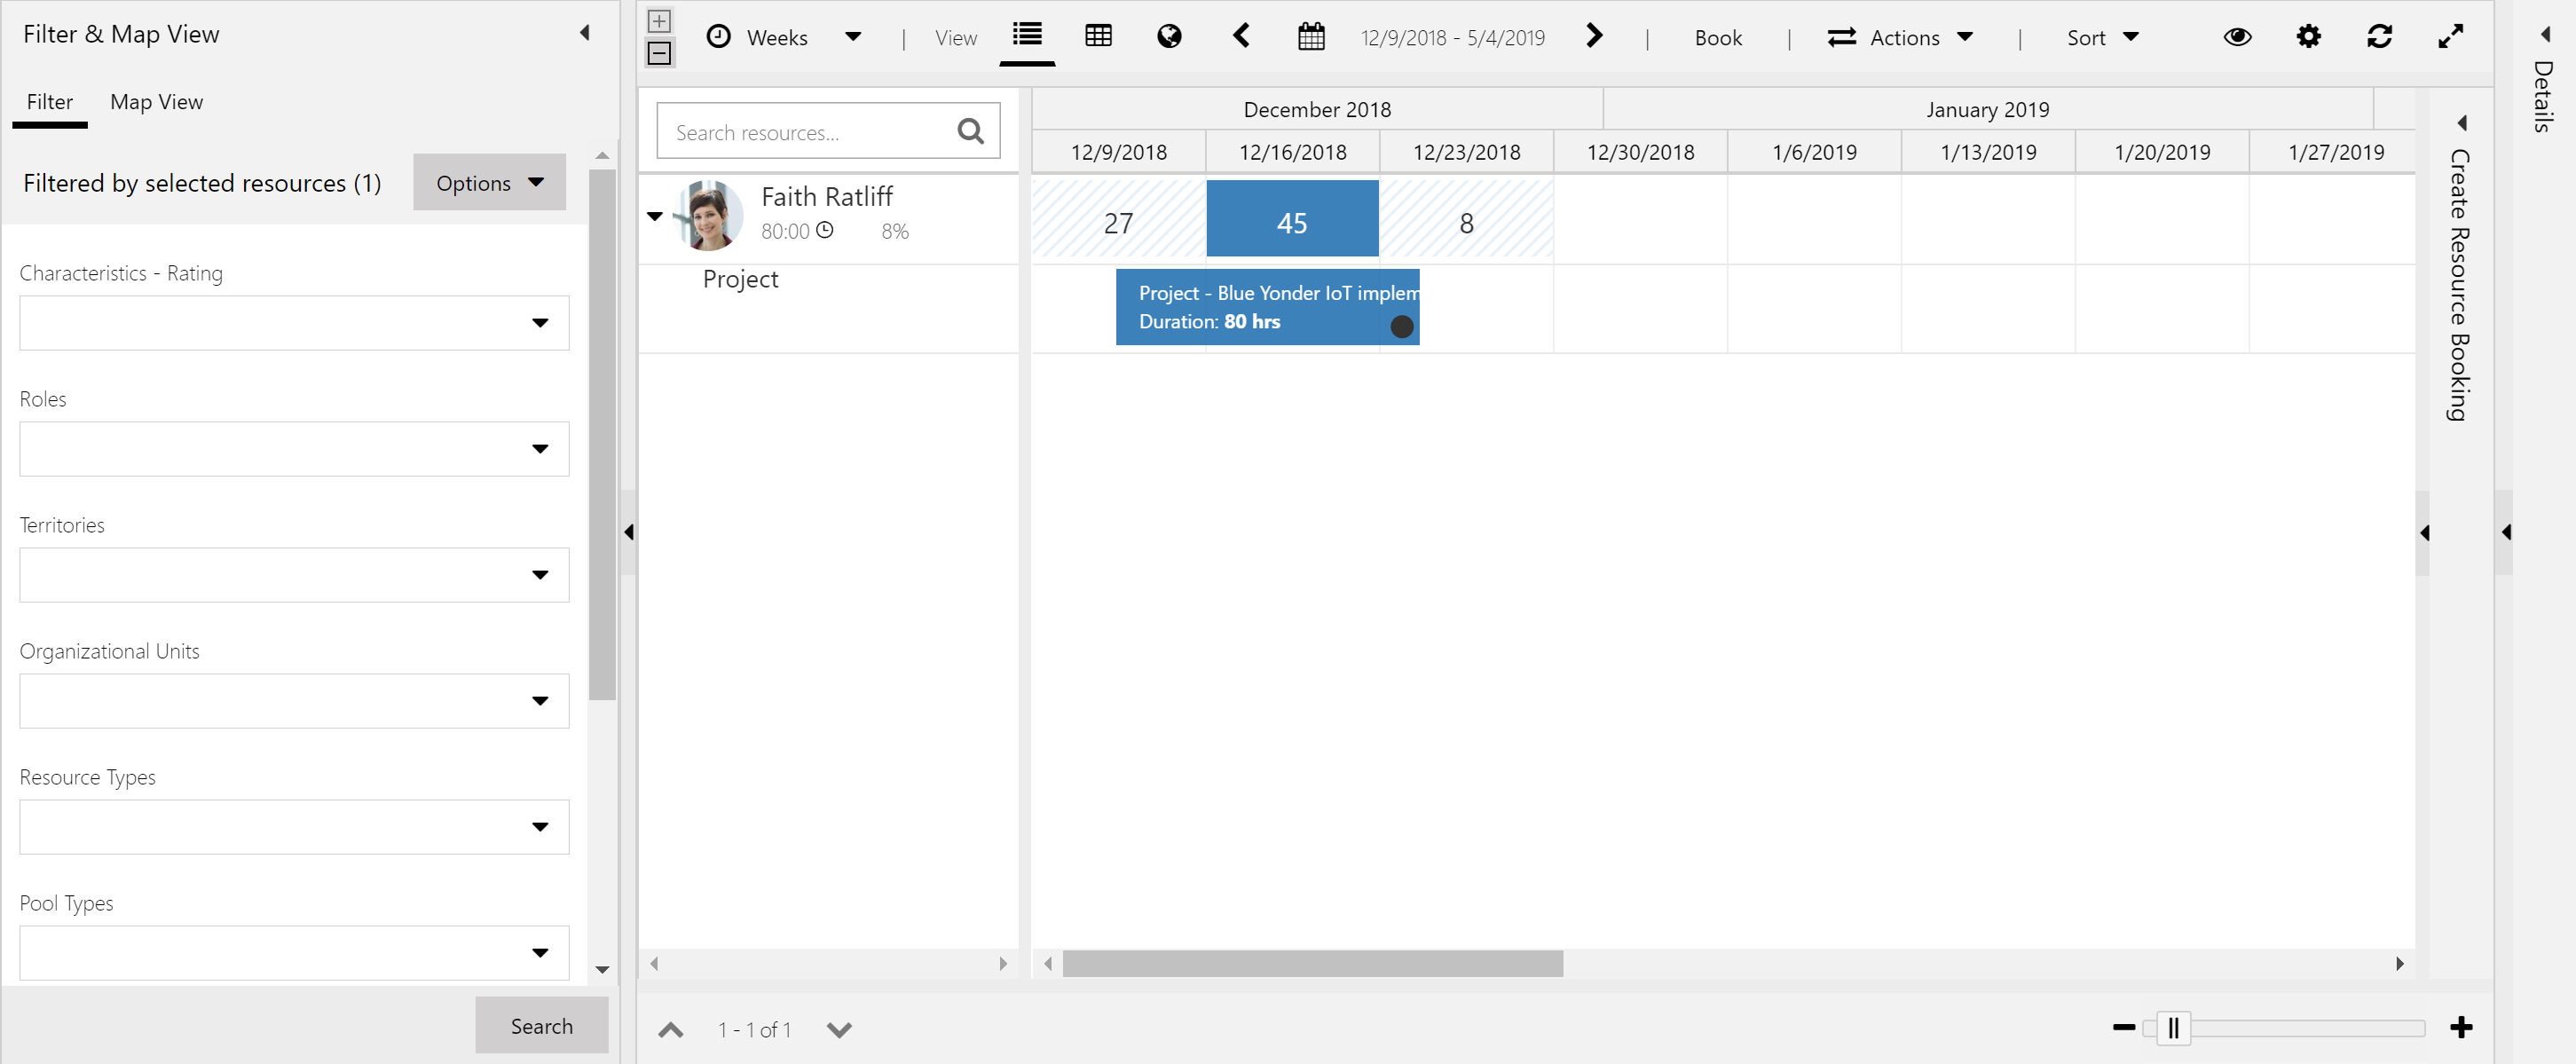 Filter & Map View
Filter Map View
Filtered by selected resources (1) Options
Characteristics - Rating
Roles
Territories
Organizational Units
Resource Types
Pool Types
Search
Weeks | View 12/9/2018 - 5/4/2019 | Book | Actions | Sort
Search resources...
December 2018 January 2019
12/9/2018 12/16/2018 12/23/2018 12/30/2018 1/6/2019 1/13/2019 1/20/2019 1/27/2019
Faith Ratliff
80:00 8%
27 45 8
Project
Project - Blue Yonder IoT implem
Duration: 80 hrs
1 - 1 of 1
Create Resource Booking
Details